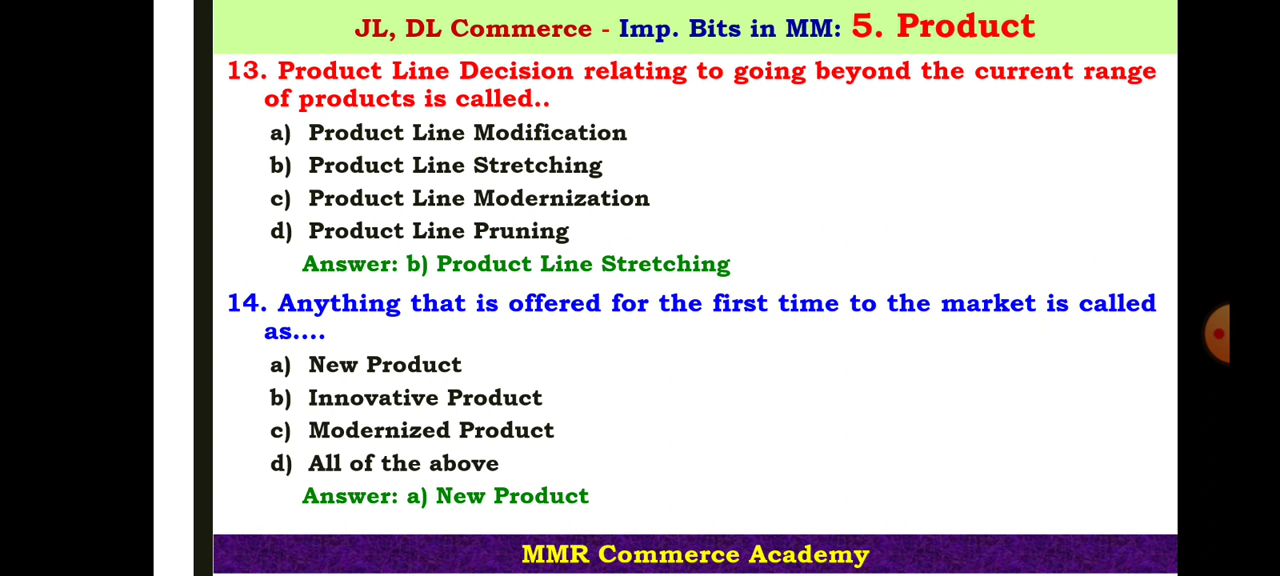 JL, DL Commerce - Imp. Bits in MM: 5. Product
13. Product Line Decision relating to going beyond the current range
of products is called..
a) Product Line Modification
b) Product Line Stretching
c) Product Line Modernization
d) Product Line Pruning
Answer: b) Product Line Stretching
14. Anything that is offered for the first time to the market is called
as....
a) New Product
b) Innovative Product
c) Modernized Product
d) All of the above
Answer: a) New Product
MMR Commerce Academy